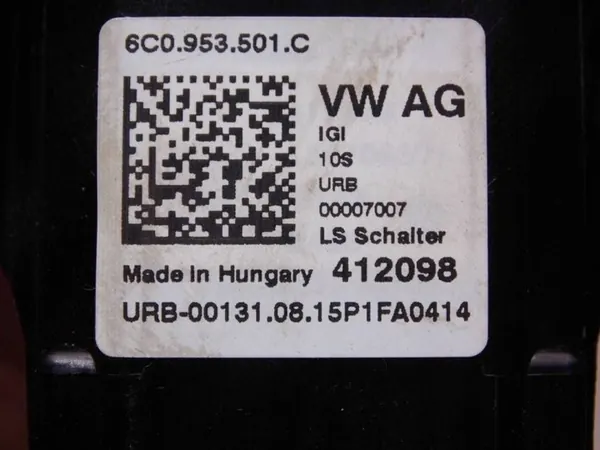 6C0.953.501.C
VW AG
IGI
10S
URB
00007007
LS Schalter
Made in Hungary 412098
URB-00131.08.15P1FA0414